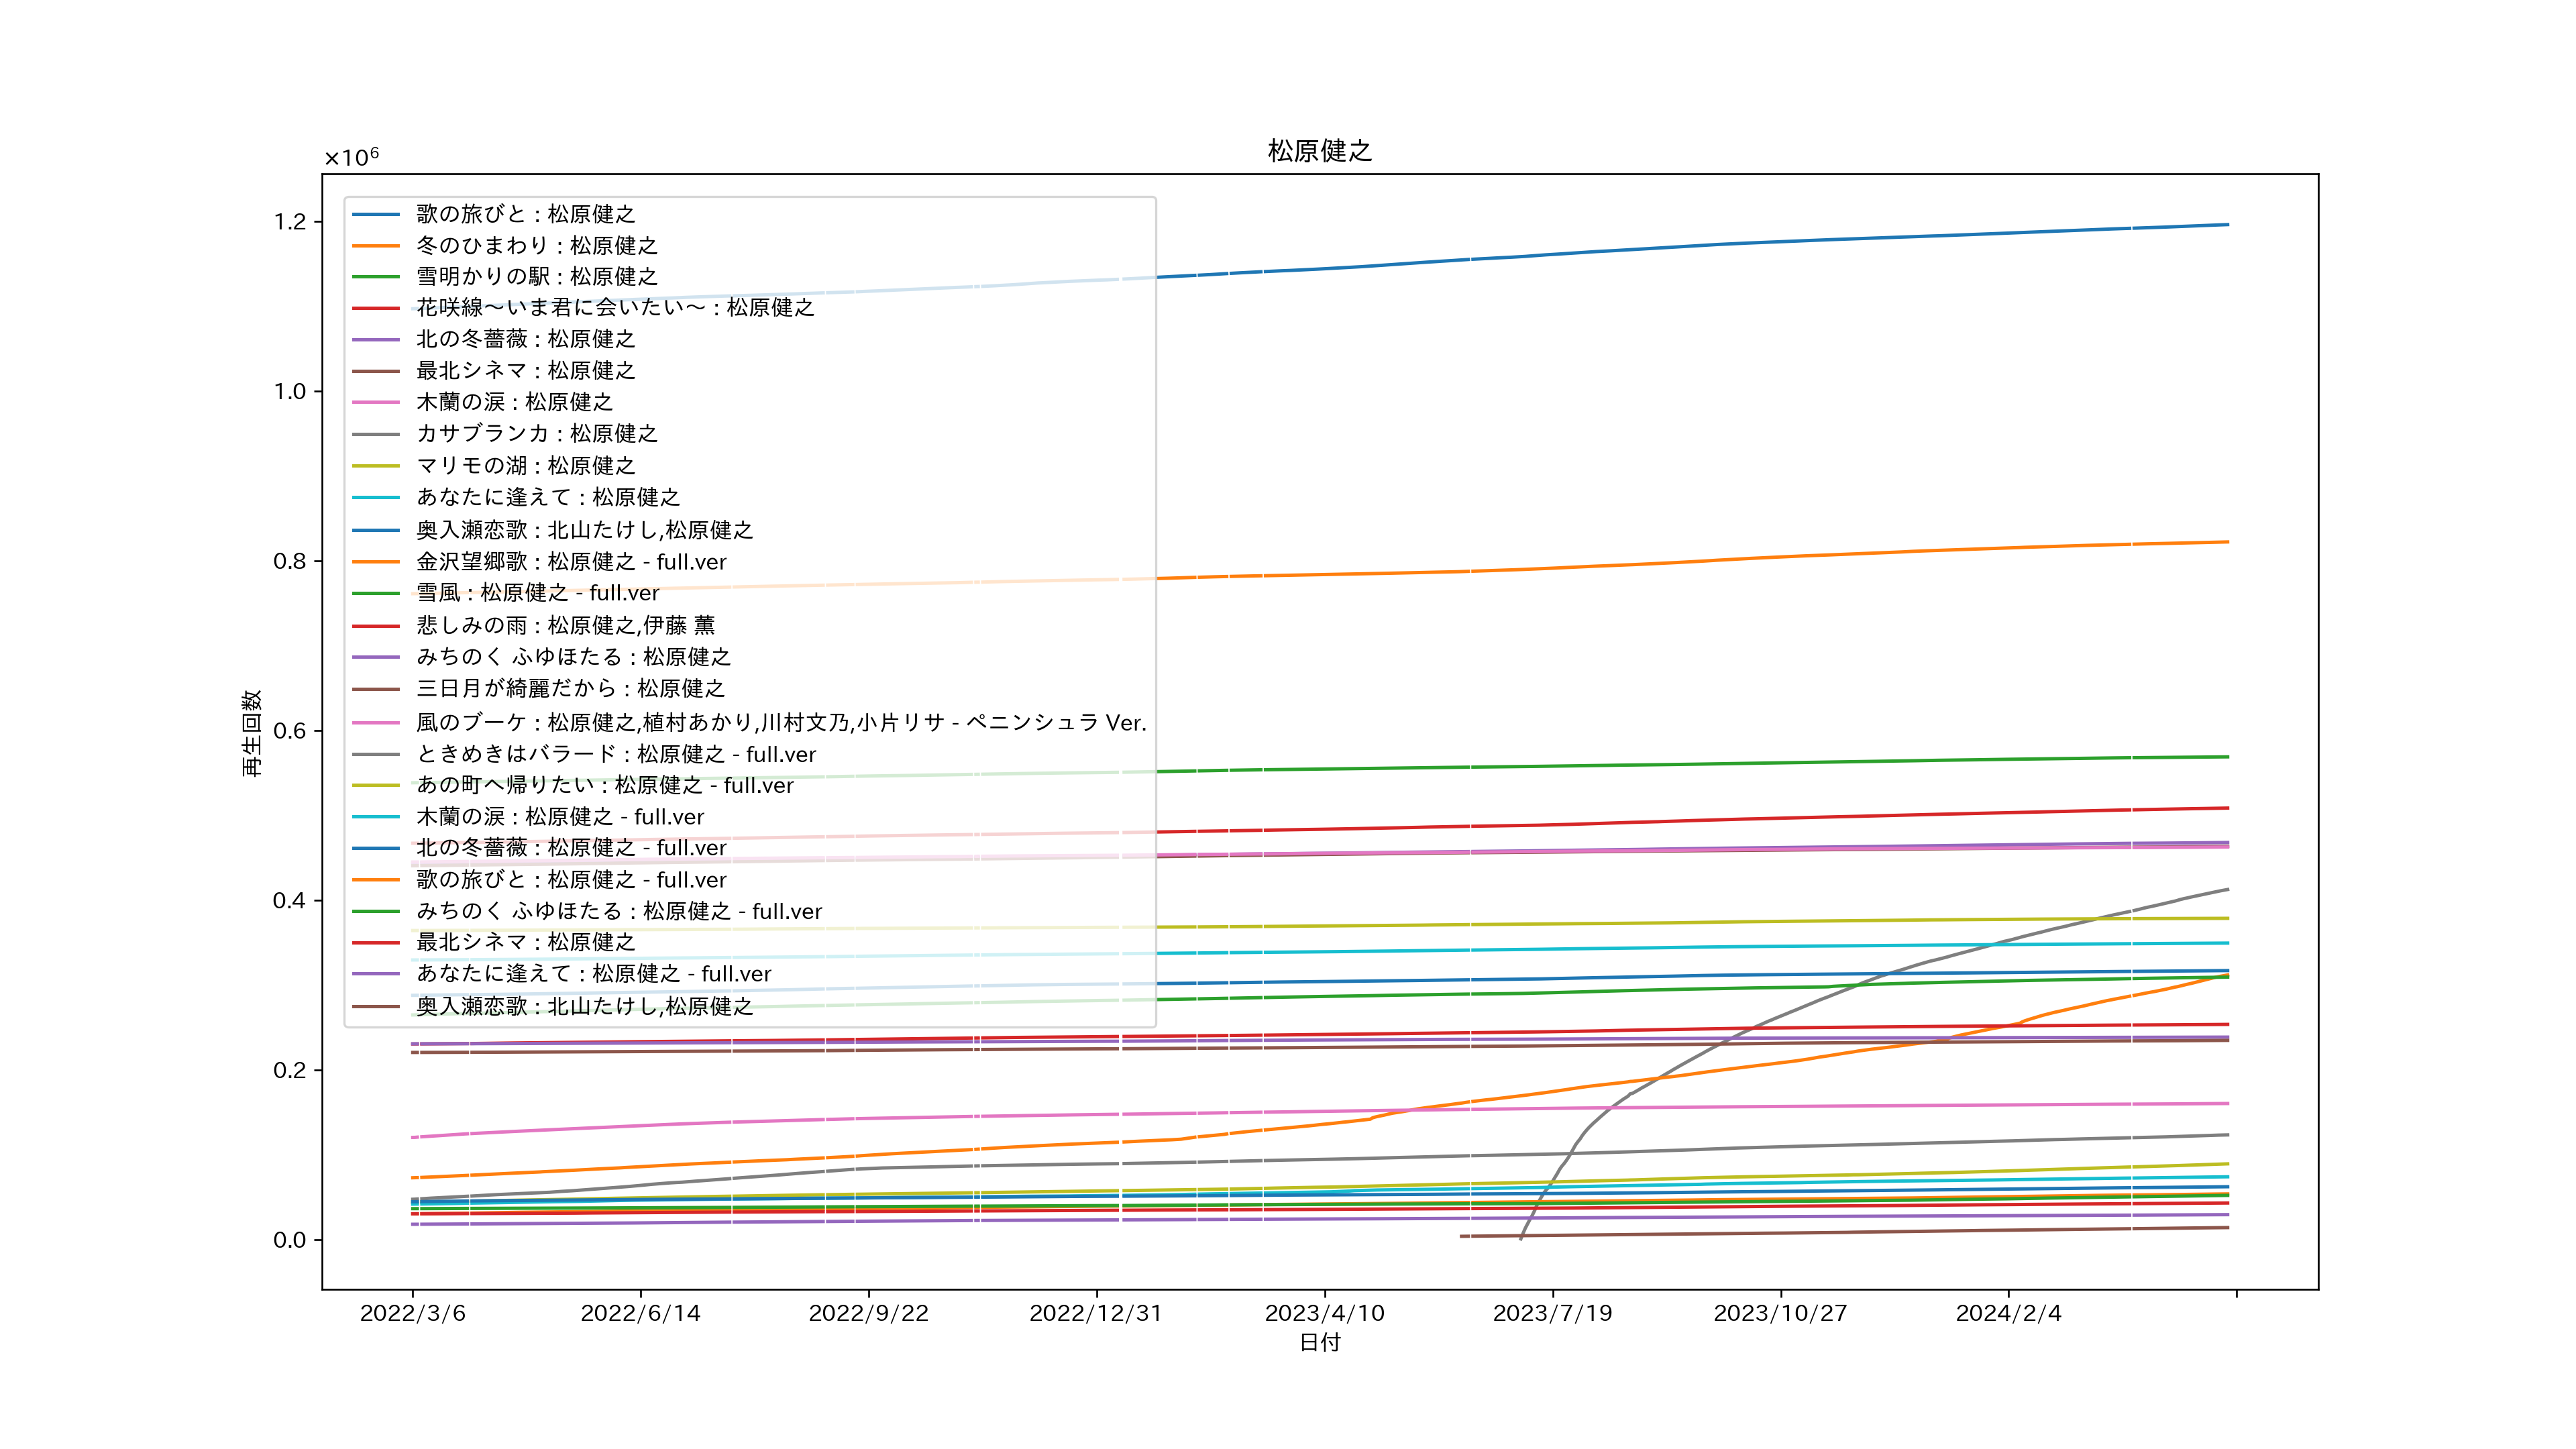 松原健之
×10⁶
1.2
1.0
0.8
0.6
0.4
0.2
0.0
再生回数
歌の旅びと : 松原健之
冬のひまわり : 松原健之
雪明かりの駅 : 松原健之
花咲線〜いま君に会いたい〜 : 松原健之
北の冬薔薇 : 松原健之
最北シネマ : 松原健之
木蘭の涙 : 松原健之
カサブランカ : 松原健之
マリモの湖 : 松原健之
あなたに逢えて : 松原健之
奥入瀬恋歌 : 北山たけし,松原健之
金沢望郷歌 : 松原健之 - full.ver
雪風 : 松原健之 - full.ver
悲しみの雨 : 松原健之,伊藤 薫
みちのく ふゆほたる : 松原健之
三日月が綺麗だから : 松原健之
風のブーケ : 松原健之,植村あかり,川村文乃,小片リサ - ペニンシュラ Ver.
ときめきはバラード : 松原健之 - full.ver
あの町へ帰りたい : 松原健之 - full.ver
木蘭の涙 : 松原健之 - full.ver
北の冬薔薇 : 松原健之 - full.ver
歌の旅びと : 松原健之 - full.ver
みちのく ふゆほたる : 松原健之 - full.ver
最北シネマ : 松原健之
あなたに逢えて : 松原健之 - full.ver
奥入瀬恋歌 : 北山たけし,松原健之
2022/3/6
2022/6/14
2022/9/22
2022/12/31
2023/4/10
2023/7/19
2023/10/27
2024/2/4
日付